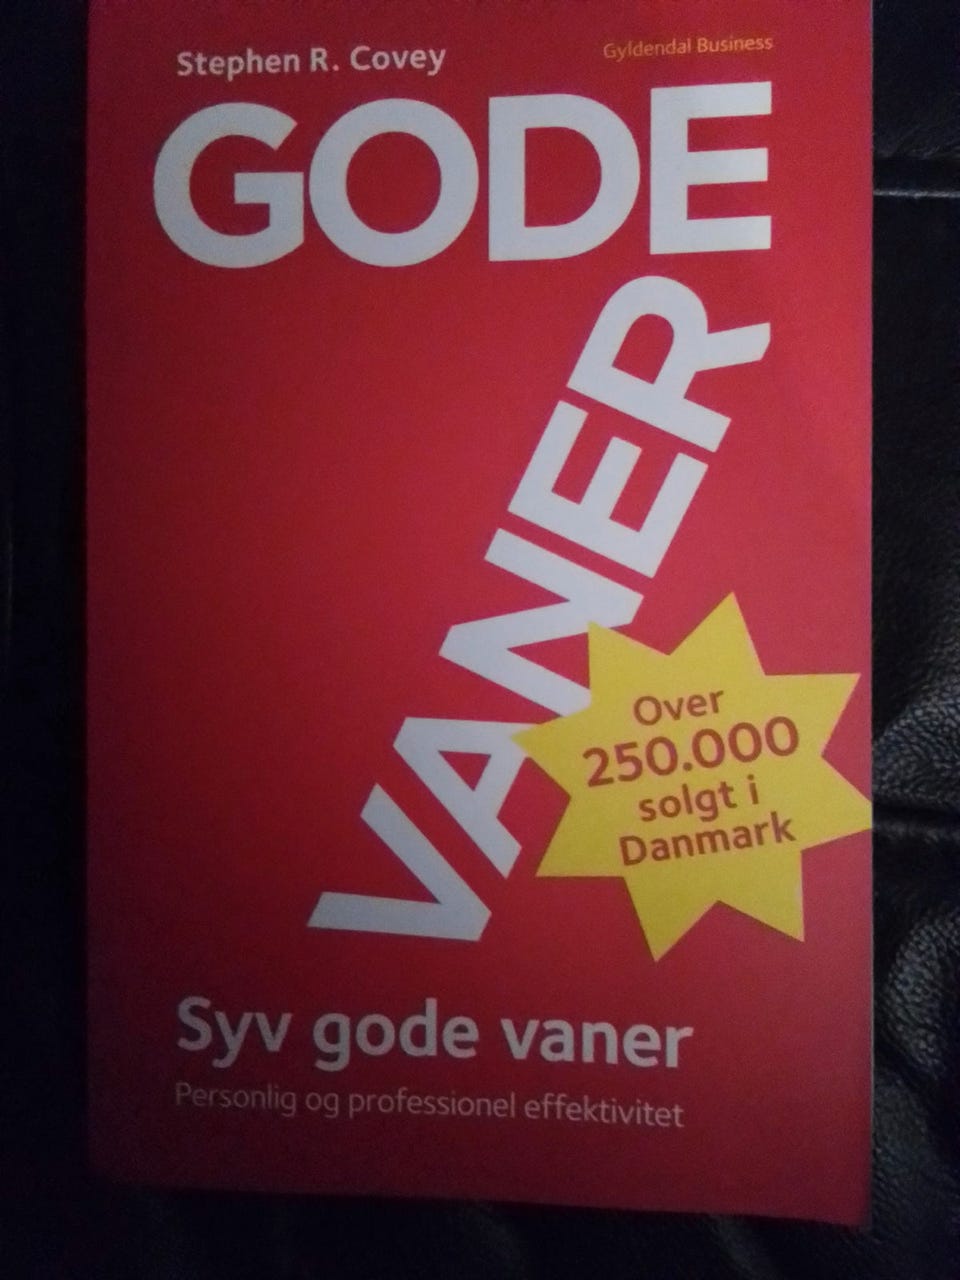 Stephen R. Covey
Gyldendal Business
GODE
VANER
Over
250.000
solgt i
Danmark
Syv gode vaner
Personlig og professionel effektivitet